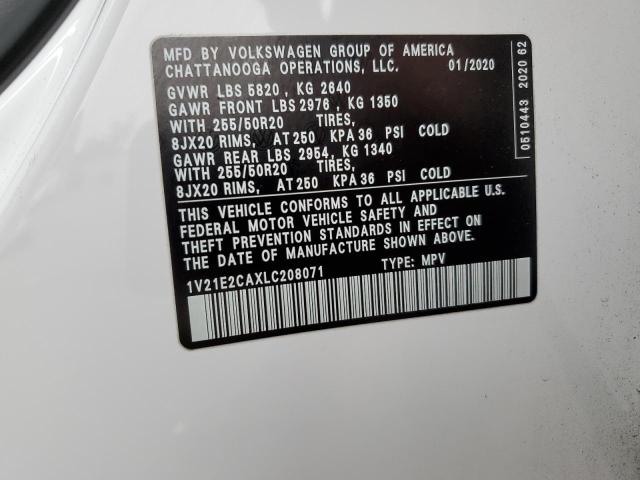 MFD BY VOLKSWAGEN GROUP OF AMERICA
CHATTANOOGA OPERATIONS, LLC. 01/2020
GVWR LBS 5820 , KG 2640
GAWR FRONT LBS 2976 , KG 1350
WITH 255/50R20 TIRES,
8JX20 RIMS, AT 250 KPA 36 PSI COLD
GAWR REAR LBS 2954, KG 1340
WITH 255/50R20 TIRES,
8JX20 RIMS, AT 250 KPA 36 PSI COLD
THIS VEHICLE CONFORMS TO ALL APPLICABLE U.S.
FEDERAL MOTOR VEHICLE SAFETY AND
THEFT PREVENTION STANDARDS IN EFFECT ON
THE DATE OF MANUFACTURE SHOWN ABOVE.
1V21E2CAXLC208071 TYPE: MPV
0510443 2020 62